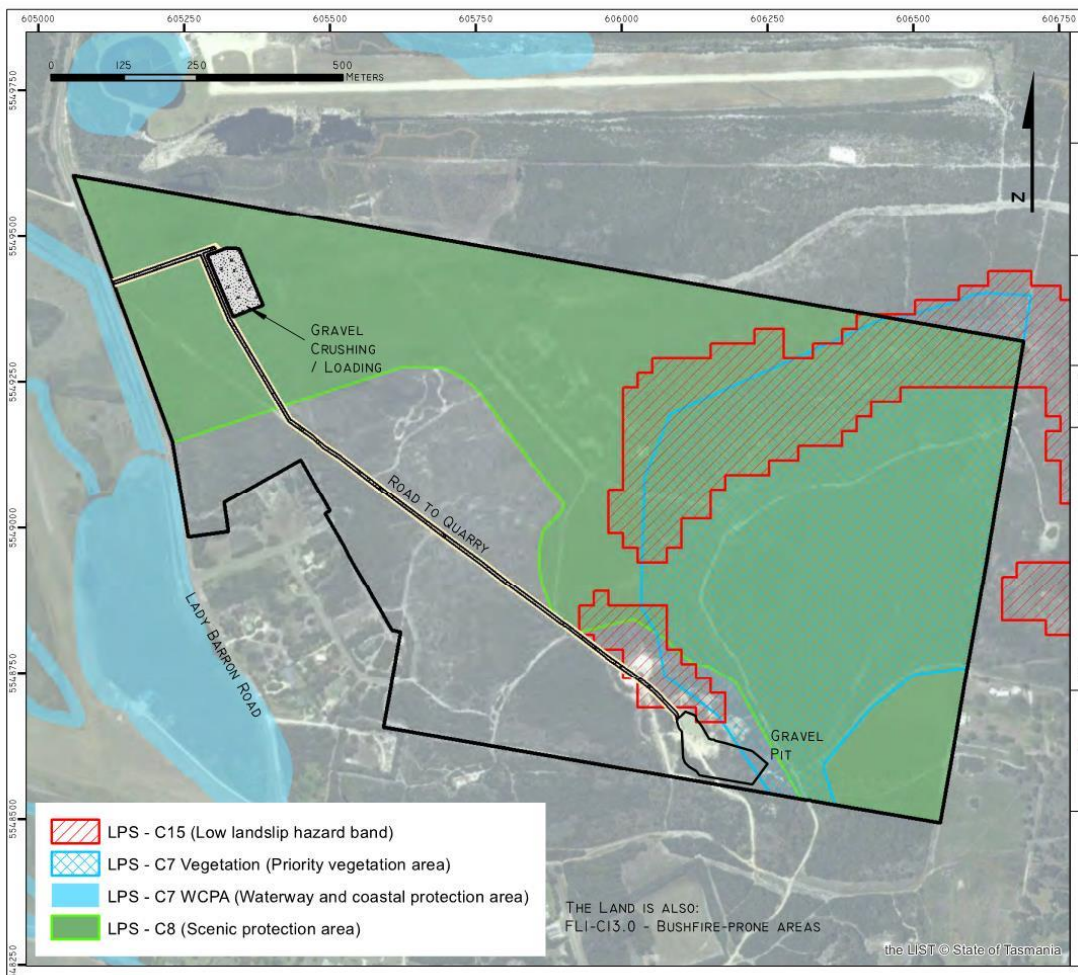 605000 605250 605500 605750 606000 606250 606500 606750
0 125 250 500
METERS
5549750
N
5549500
GRAVEL
CRUSHING
/ LOADING
5549250
ROAD TO QUARRY
5549000
LADY BARRON ROAD
5548750
GRAVEL
PIT
5548500
LPS - C15 (Low landslip hazard band)
LPS - C7 Vegetation (Priority vegetation area)
LPS - C7 WCPA (Waterway and coastal protection area)
LPS - C8 (Scenic protection area)
THE LAND IS ALSO:
FLI-C13.0 - BUSHFIRE-PRONE AREAS
the LIST © State of Tasmania
5548250